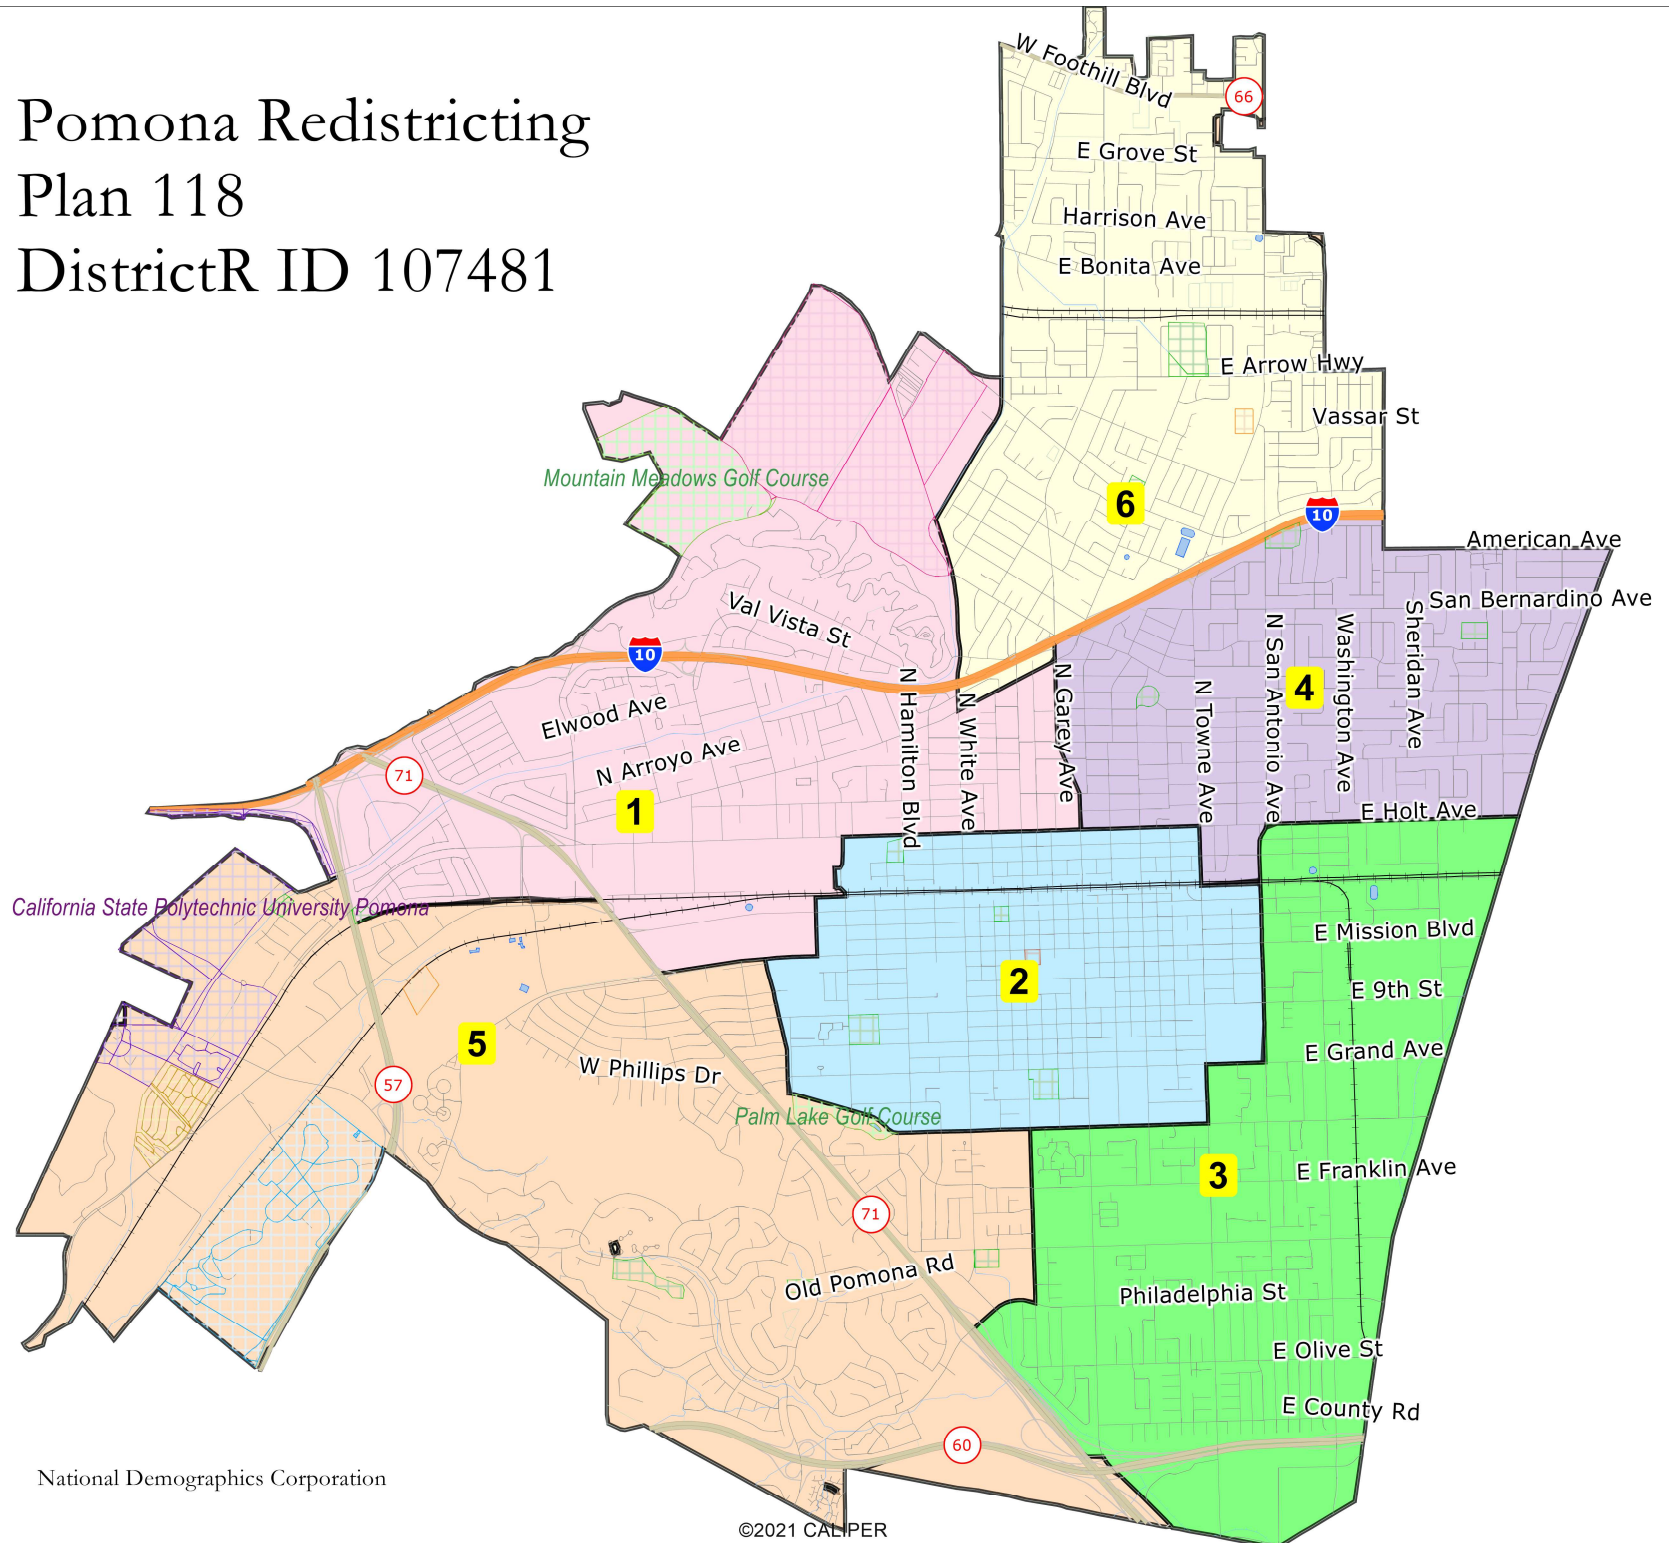 Pomona Redistricting
Plan 118
DistrictR ID 107481
W Foothill Blvd
66
E Grove St
Harrison Ave
E Bonita Ave
E Arrow Hwy
Vassar St
Mountain Meadows Golf Course
6
10
American Ave
San Bernardino Ave
Val Vista St
10
Elwood Ave
N Arroyo Ave
71
1
N Hamilton Blvd
N White Ave
N Garey Ave
N Towne Ave
N San Antonio Ave
Washington Ave
Sheridan Ave
4
E Holt Ave
California State Polytechnic University Pomona
E Mission Blvd
2
E 9th St
5
E Grand Ave
W Phillips Dr
57
Palm Lake Golf Course
3
E Franklin Ave
71
Old Pomona Rd
Philadelphia St
E Olive St
E County Rd
60
National Demographics Corporation
©2021 CALIPER